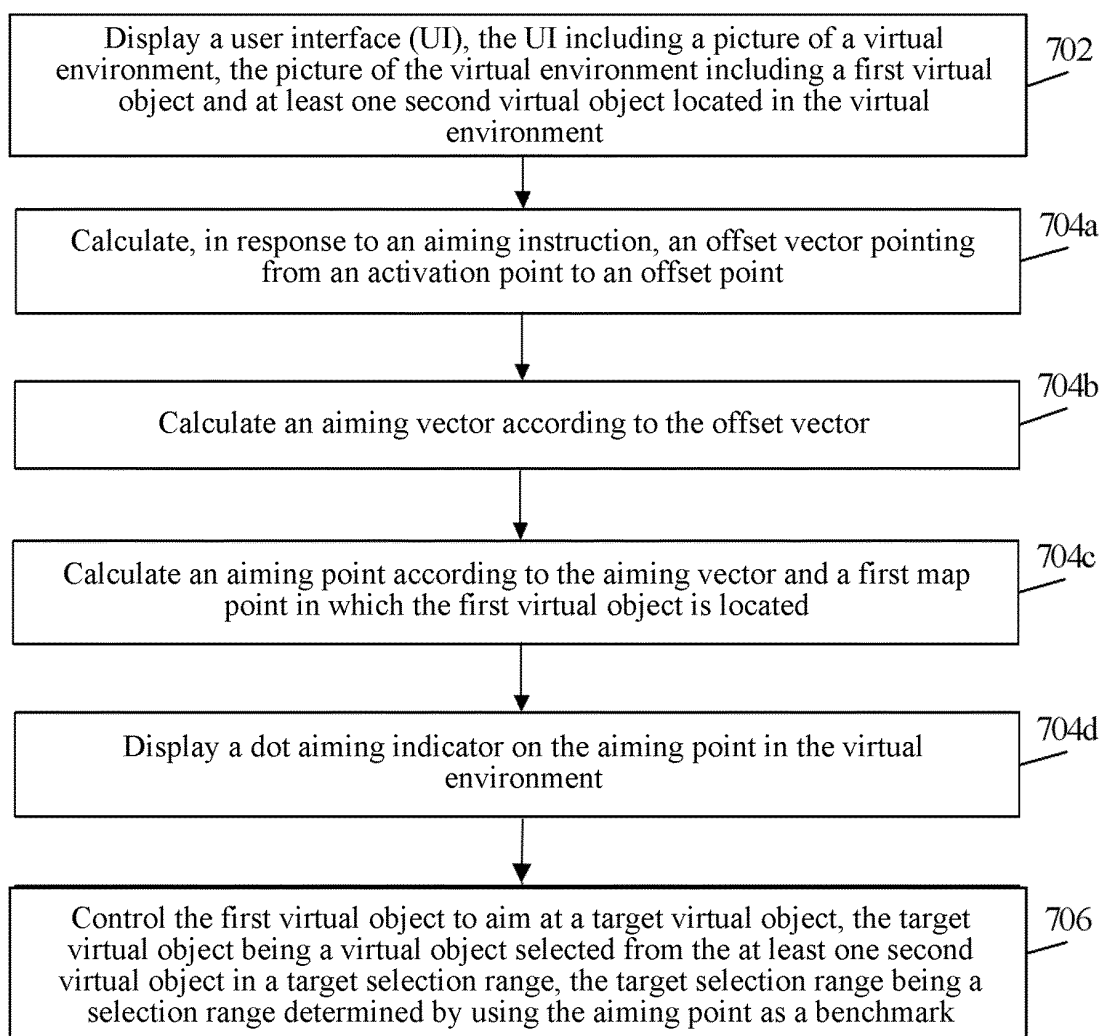 Display a user interface (UI), the UI including a picture of a virtual
environment, the picture of the virtual environment including a first virtual
object and at least one second virtual object located in the virtual
environment
702
Calculate, in response to an aiming instruction, an offset vector pointing
from an activation point to an offset point
704a
Calculate an aiming vector according to the offset vector
704b
Calculate an aiming point according to the aiming vector and a first map
point in which the first virtual object is located
704c
Display a dot aiming indicator on the aiming point in the virtual
environment
704d
Control the first virtual object to aim at a target virtual object, the target
virtual object being a virtual object selected from the at least one second
virtual object in a target selection range, the target selection range being a
selection range determined by using the aiming point as a benchmark
706